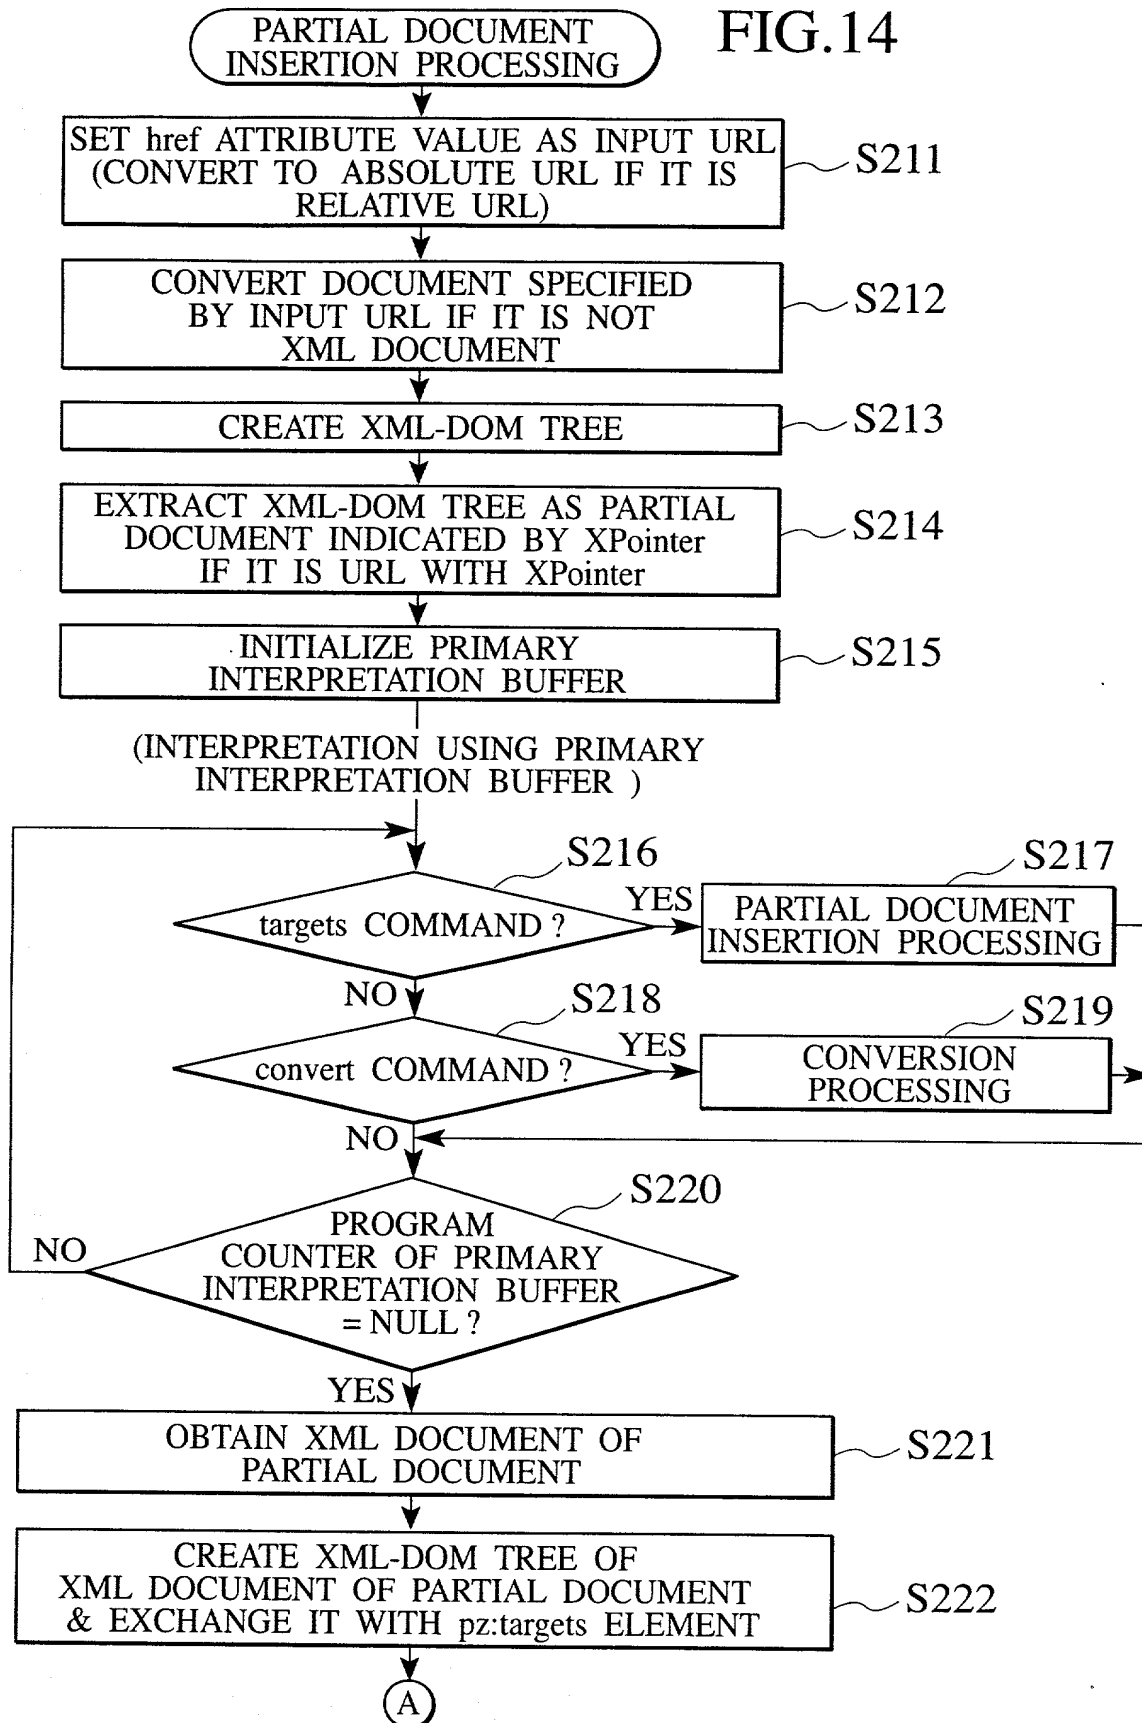 FIG.14
PARTIAL DOCUMENT
INSERTION PROCESSING
SET href ATTRIBUTE VALUE AS INPUT URL
(CONVERT TO ABSOLUTE URL IF IT IS
RELATIVE URL)
S211
CONVERT DOCUMENT SPECIFIED
BY INPUT URL IF IT IS NOT
XML DOCUMENT
S212
CREATE XML-DOM TREE
S213
EXTRACT XML-DOM TREE AS PARTIAL
DOCUMENT INDICATED BY XPointer
IF IT IS URL WITH XPointer
S214
INITIALIZE PRIMARY
INTERPRETATION BUFFER
S215
(INTERPRETATION USING PRIMARY
INTERPRETATION BUFFER )
S216
targets COMMAND ?
YES
S217
PARTIAL DOCUMENT
INSERTION PROCESSING
NO
S218
convert COMMAND ?
YES
S219
CONVERSION
PROCESSING
NO
S220
PROGRAM
COUNTER OF PRIMARY
INTERPRETATION BUFFER
= NULL ?
NO
YES
OBTAIN XML DOCUMENT OF
PARTIAL DOCUMENT
S221
CREATE XML-DOM TREE OF
XML DOCUMENT OF PARTIAL DOCUMENT
& EXCHANGE IT WITH pz:targets ELEMENT
S222
A